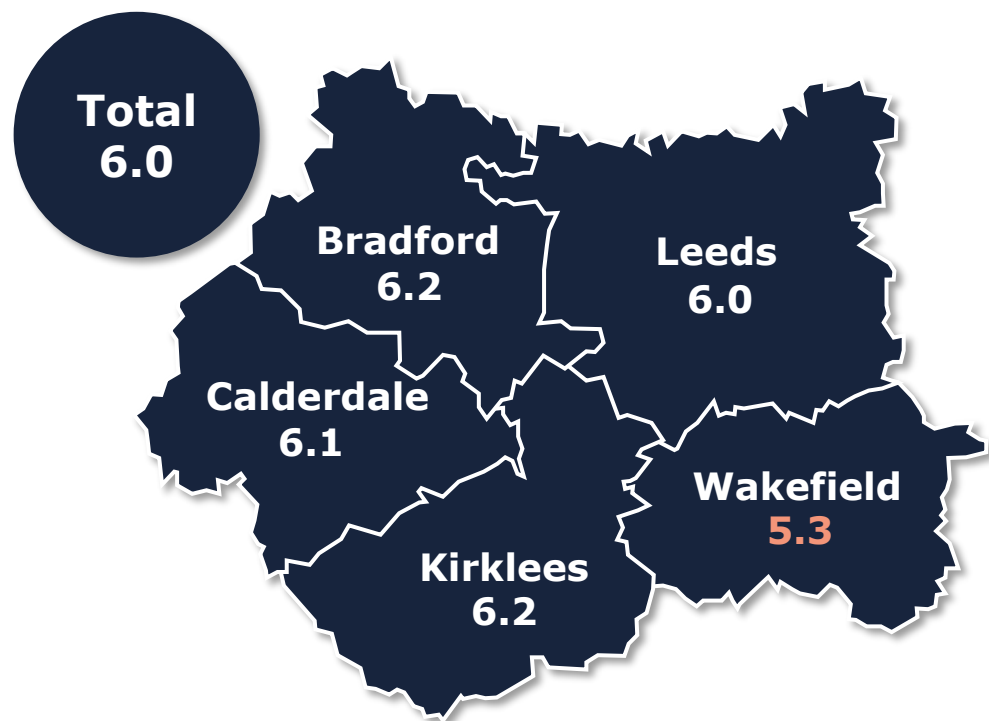 Total
6.0
Bradford
6.2
Leeds
6.0
Calderdale
6.1
Wakefield
5.3
Kirklees
6.2